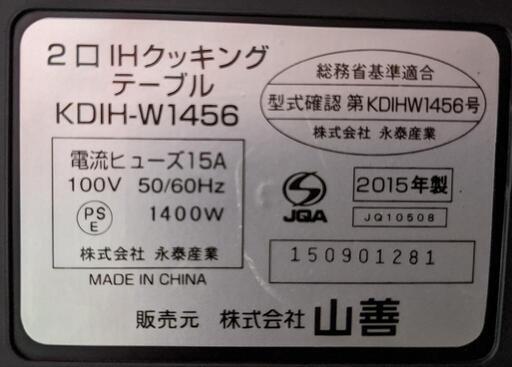 2口IHクッキング
テーブル
KDIH-W1456
総務省基準適合
型式確認 第KDIHW1456号
株式会社 永泰産業
電流ヒューズ15A
100V 50/60Hz
PS
E
1400W
株式会社 永泰産業
MADE IN CHINA
JQA
2015年製
JQ10508
150901281
販売元 株式会社 山善